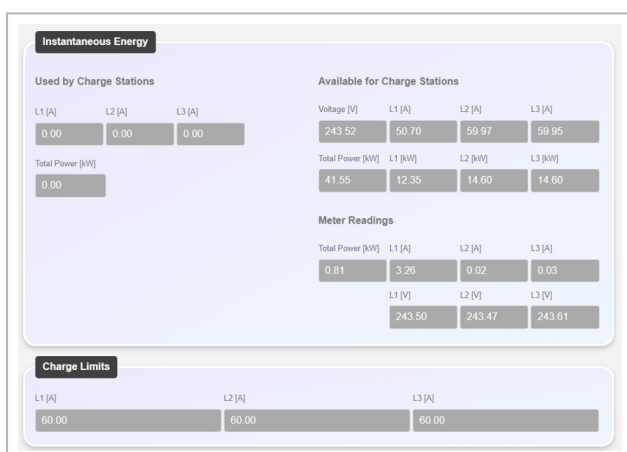 Instantaneous Energy
Used by Charge Stations
L1 [A] L2 [A] L3 [A]
0.00 0.00 0.00
Total Power [kW]
0.00
Available for Charge Stations
Voltage [V] L1 [A] L2 [A] L3 [A]
243.52 50.70 59.97 59.95
Total Power [kW] L1 [kW] L2 [kW] L3 [kW]
41.55 12.35 14.60 14.60
Meter Readings
Total Power [kW] L1 [A] L2 [A] L3 [A]
0.81 3.26 0.02 0.03
L1 [V] L2 [V] L3 [V]
243.50 243.47 243.61
Charge Limits
L1 [A] L2 [A] L3 [A]
60.00 60.00 60.00